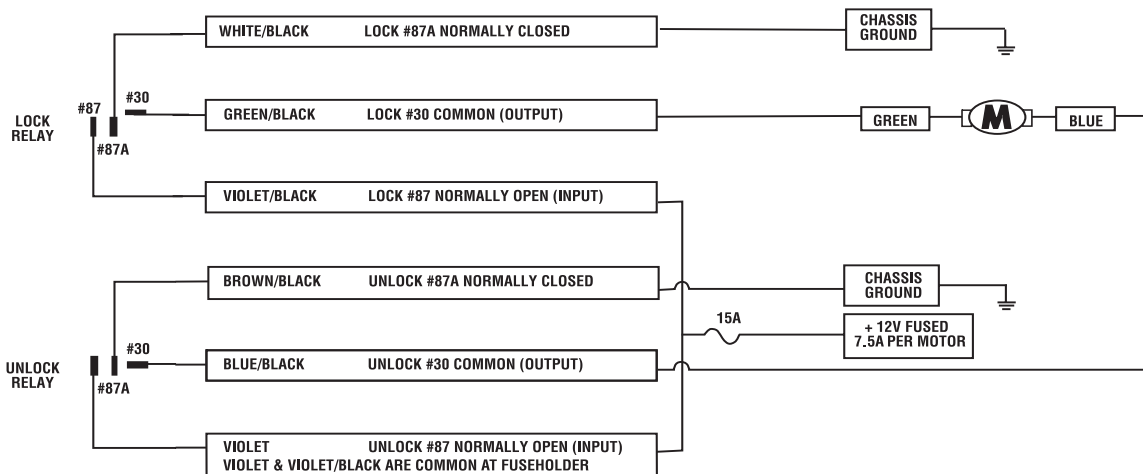 WHITE/BLACK LOCK #87A NORMALLY CLOSED
CHASSIS
GROUND
#87
#30
LOCK
RELAY
#87A
GREEN/BLACK LOCK #30 COMMON (OUTPUT)
GREEN
M
BLUE
VIOLET/BLACK LOCK #87 NORMALLY OPEN (INPUT)
BROWN/BLACK UNLOCK #87A NORMALLY CLOSED
CHASSIS
GROUND
15A
+ 12V FUSED
7.5A PER MOTOR
#30
UNLOCK
RELAY
#87A
BLUE/BLACK UNLOCK #30 COMMON (OUTPUT)
VIOLET UNLOCK #87 NORMALLY OPEN (INPUT)
VIOLET & VIOLET/BLACK ARE COMMON AT FUSEHOLDER